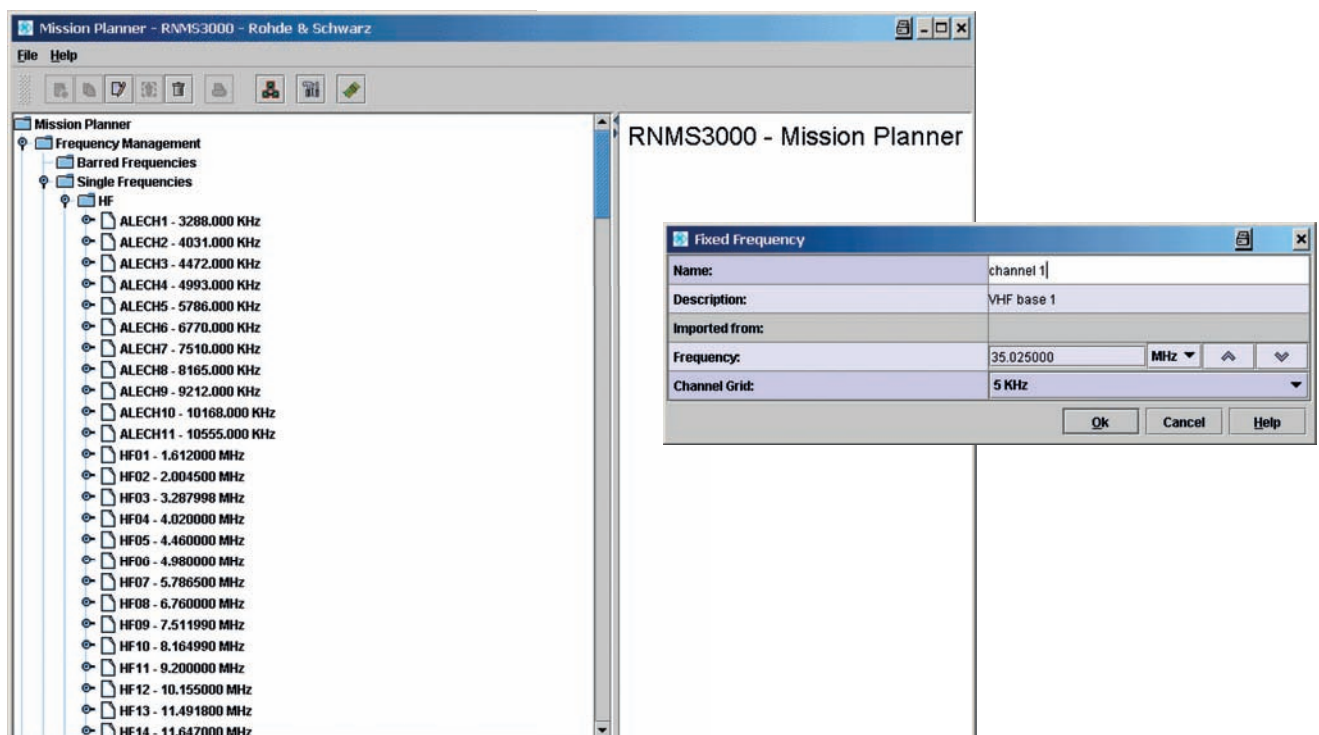 Mission Planner - RNMS3000 - Rohde & Schwarz
File Help
Mission Planner
Frequency Management
Barred Frequencies
Single Frequencies
HF
ALECH1 - 3288.000 KHz
ALECH2 - 4031.000 KHz
ALECH3 - 4472.000 KHz
ALECH4 - 4993.000 KHz
ALECH5 - 5786.000 KHz
ALECH6 - 6770.000 KHz
ALECH7 - 7510.000 KHz
ALECH8 - 8165.000 KHz
ALECH9 - 9212.000 KHz
ALECH10 - 10168.000 KHz
ALECH11 - 10555.000 KHz
HF01 - 1.612000 MHz
HF02 - 2.004500 MHz
HF03 - 3.287998 MHz
HF04 - 4.020000 MHz
HF05 - 4.460000 MHz
HF06 - 4.980000 MHz
HF07 - 5.786500 MHz
HF08 - 6.760000 MHz
HF09 - 7.511990 MHz
HF10 - 8.164990 MHz
HF11 - 9.200000 MHz
HF12 - 10.155000 MHz
HF13 - 11.491800 MHz
HF14 - 11.647000 MHz
RNMS3000 - Mission Planner
Fixed Frequency
Name: channel 1
Description: VHF base 1
Imported from:
Frequency: 35.025000 MHz
Channel Grid: 5 KHz
Ok Cancel Help